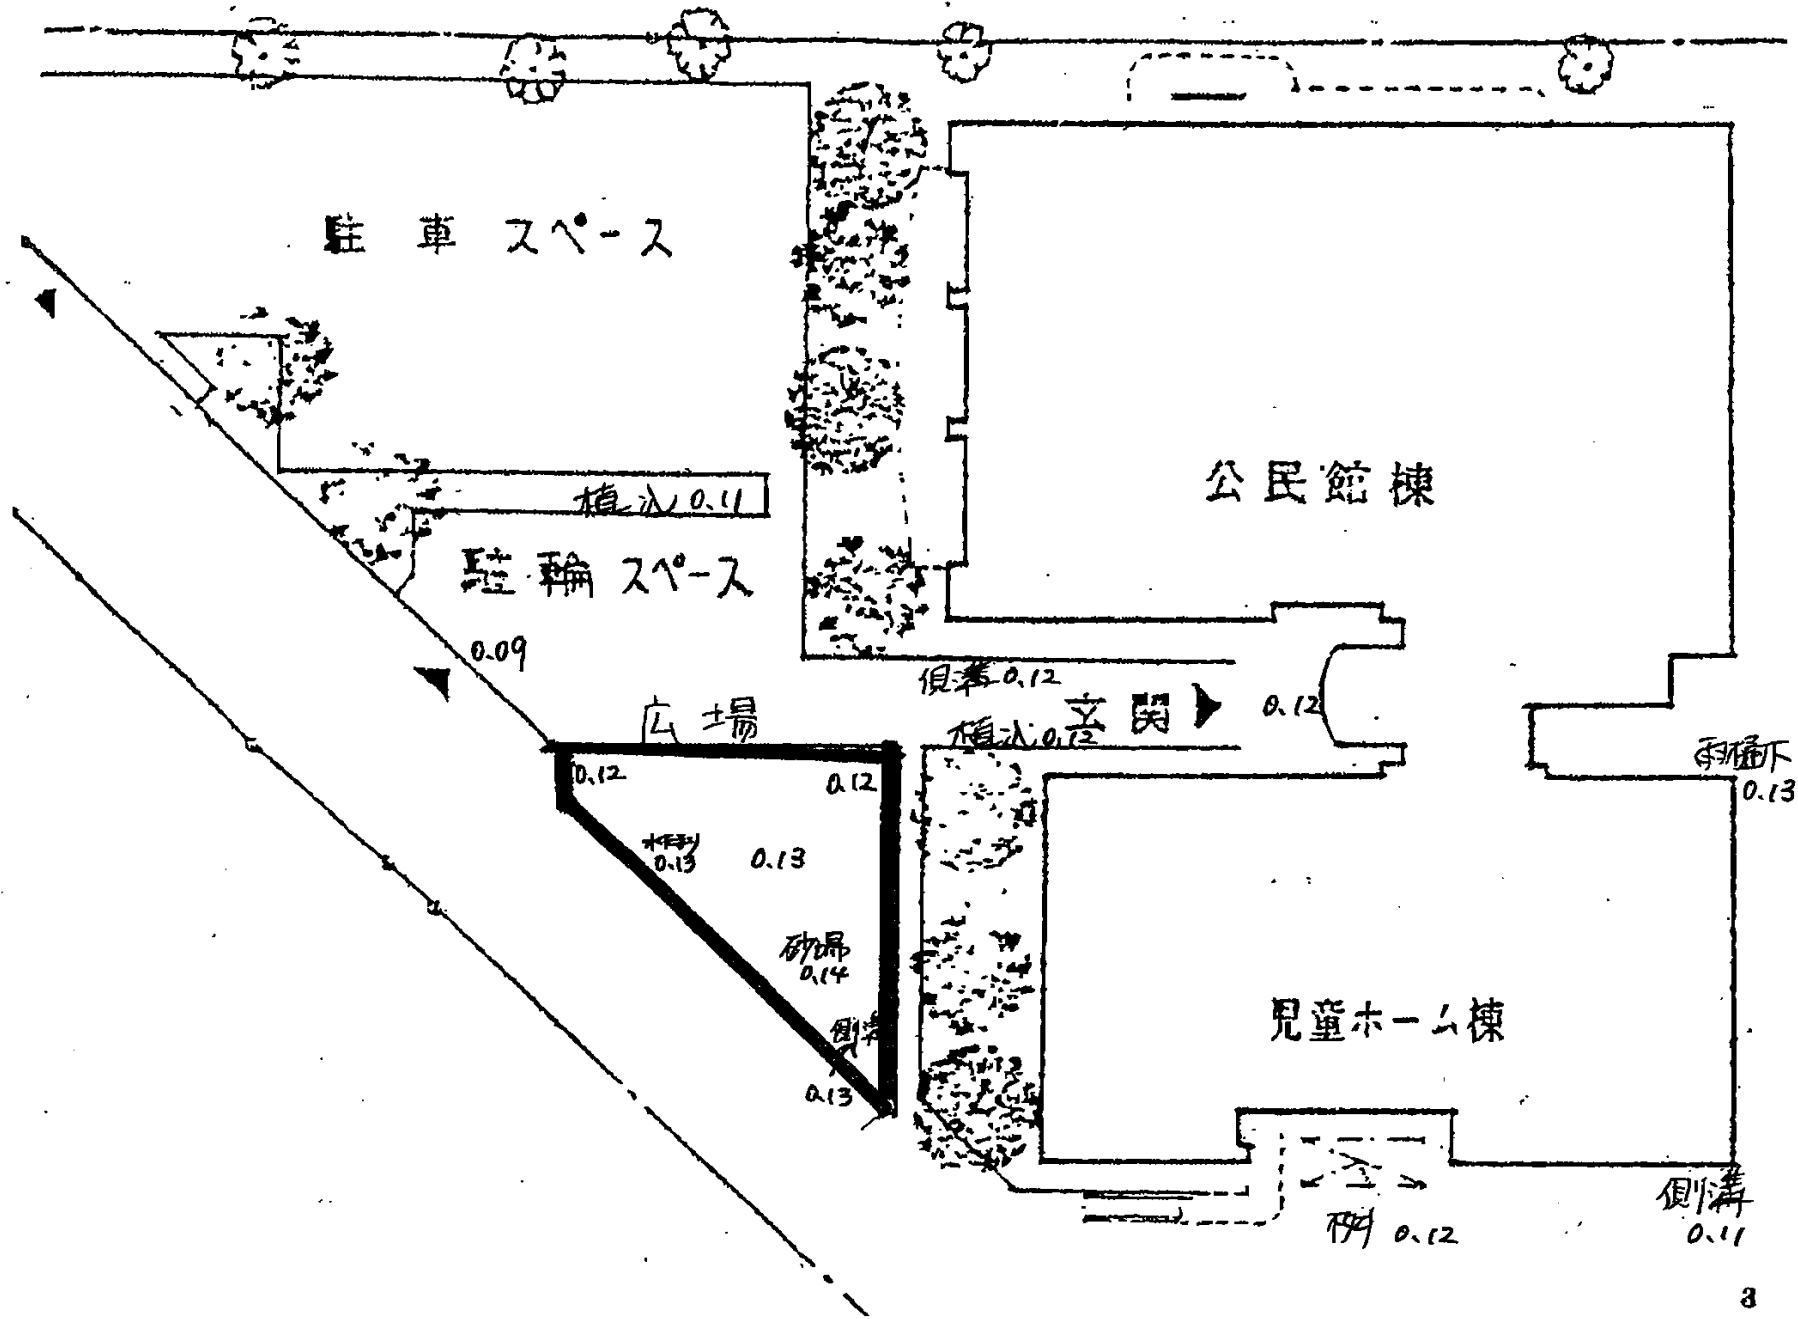 駐車スペース
植込 0.11
公民館棟
駐輪スペース
0.09
側溝 0.12
広場
玄関
0.12
植込 0.12
雨樋下
0.13
0.12
0.12
0.13
0.13
砂場
0.14
側溝
0.13
児童ホーム棟
側溝
0.11
0.12
3